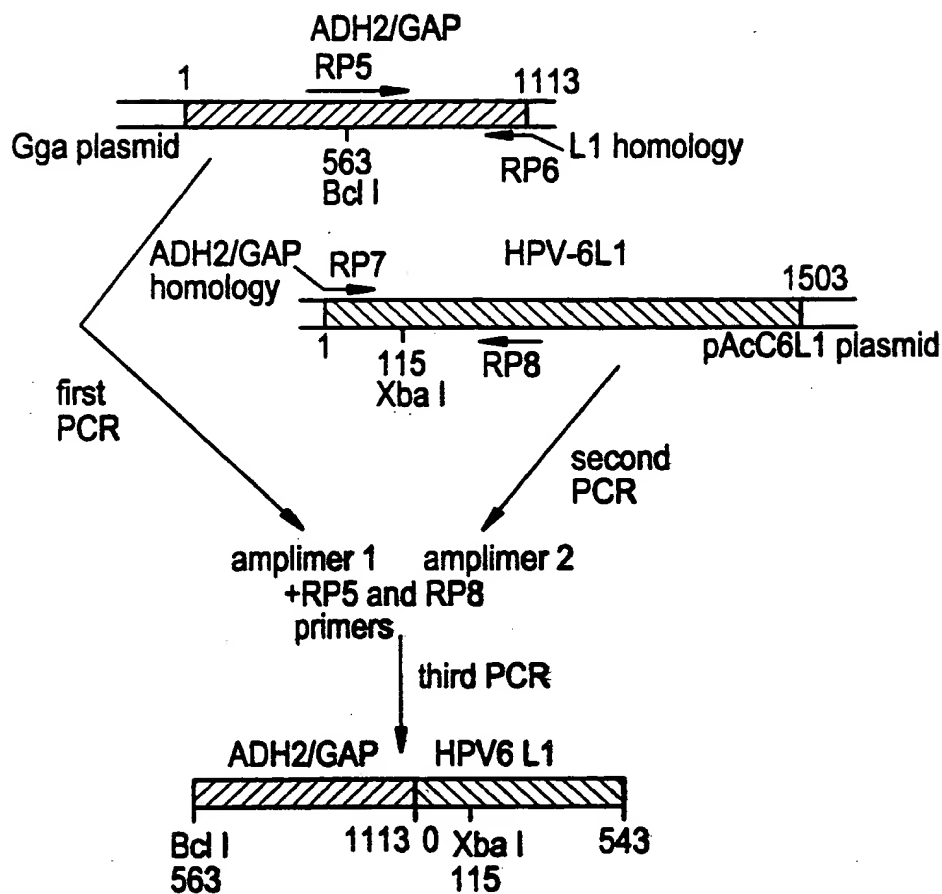 ADH2/GAP
RP5
1
1113
Gga plasmid
563
Bcl I
RP6
L1 homology
ADH2/GAP
homology
RP7
HPV-6L1
1503
1
115
Xba I
RP8
pAcC6L1 plasmid
first
PCR
second
PCR
amplimer 1
amplimer 2
+RP5 and RP8
primers
third PCR
ADH2/GAP
HPV6 L1
Bcl I
563
1113
0
Xba I
115
543